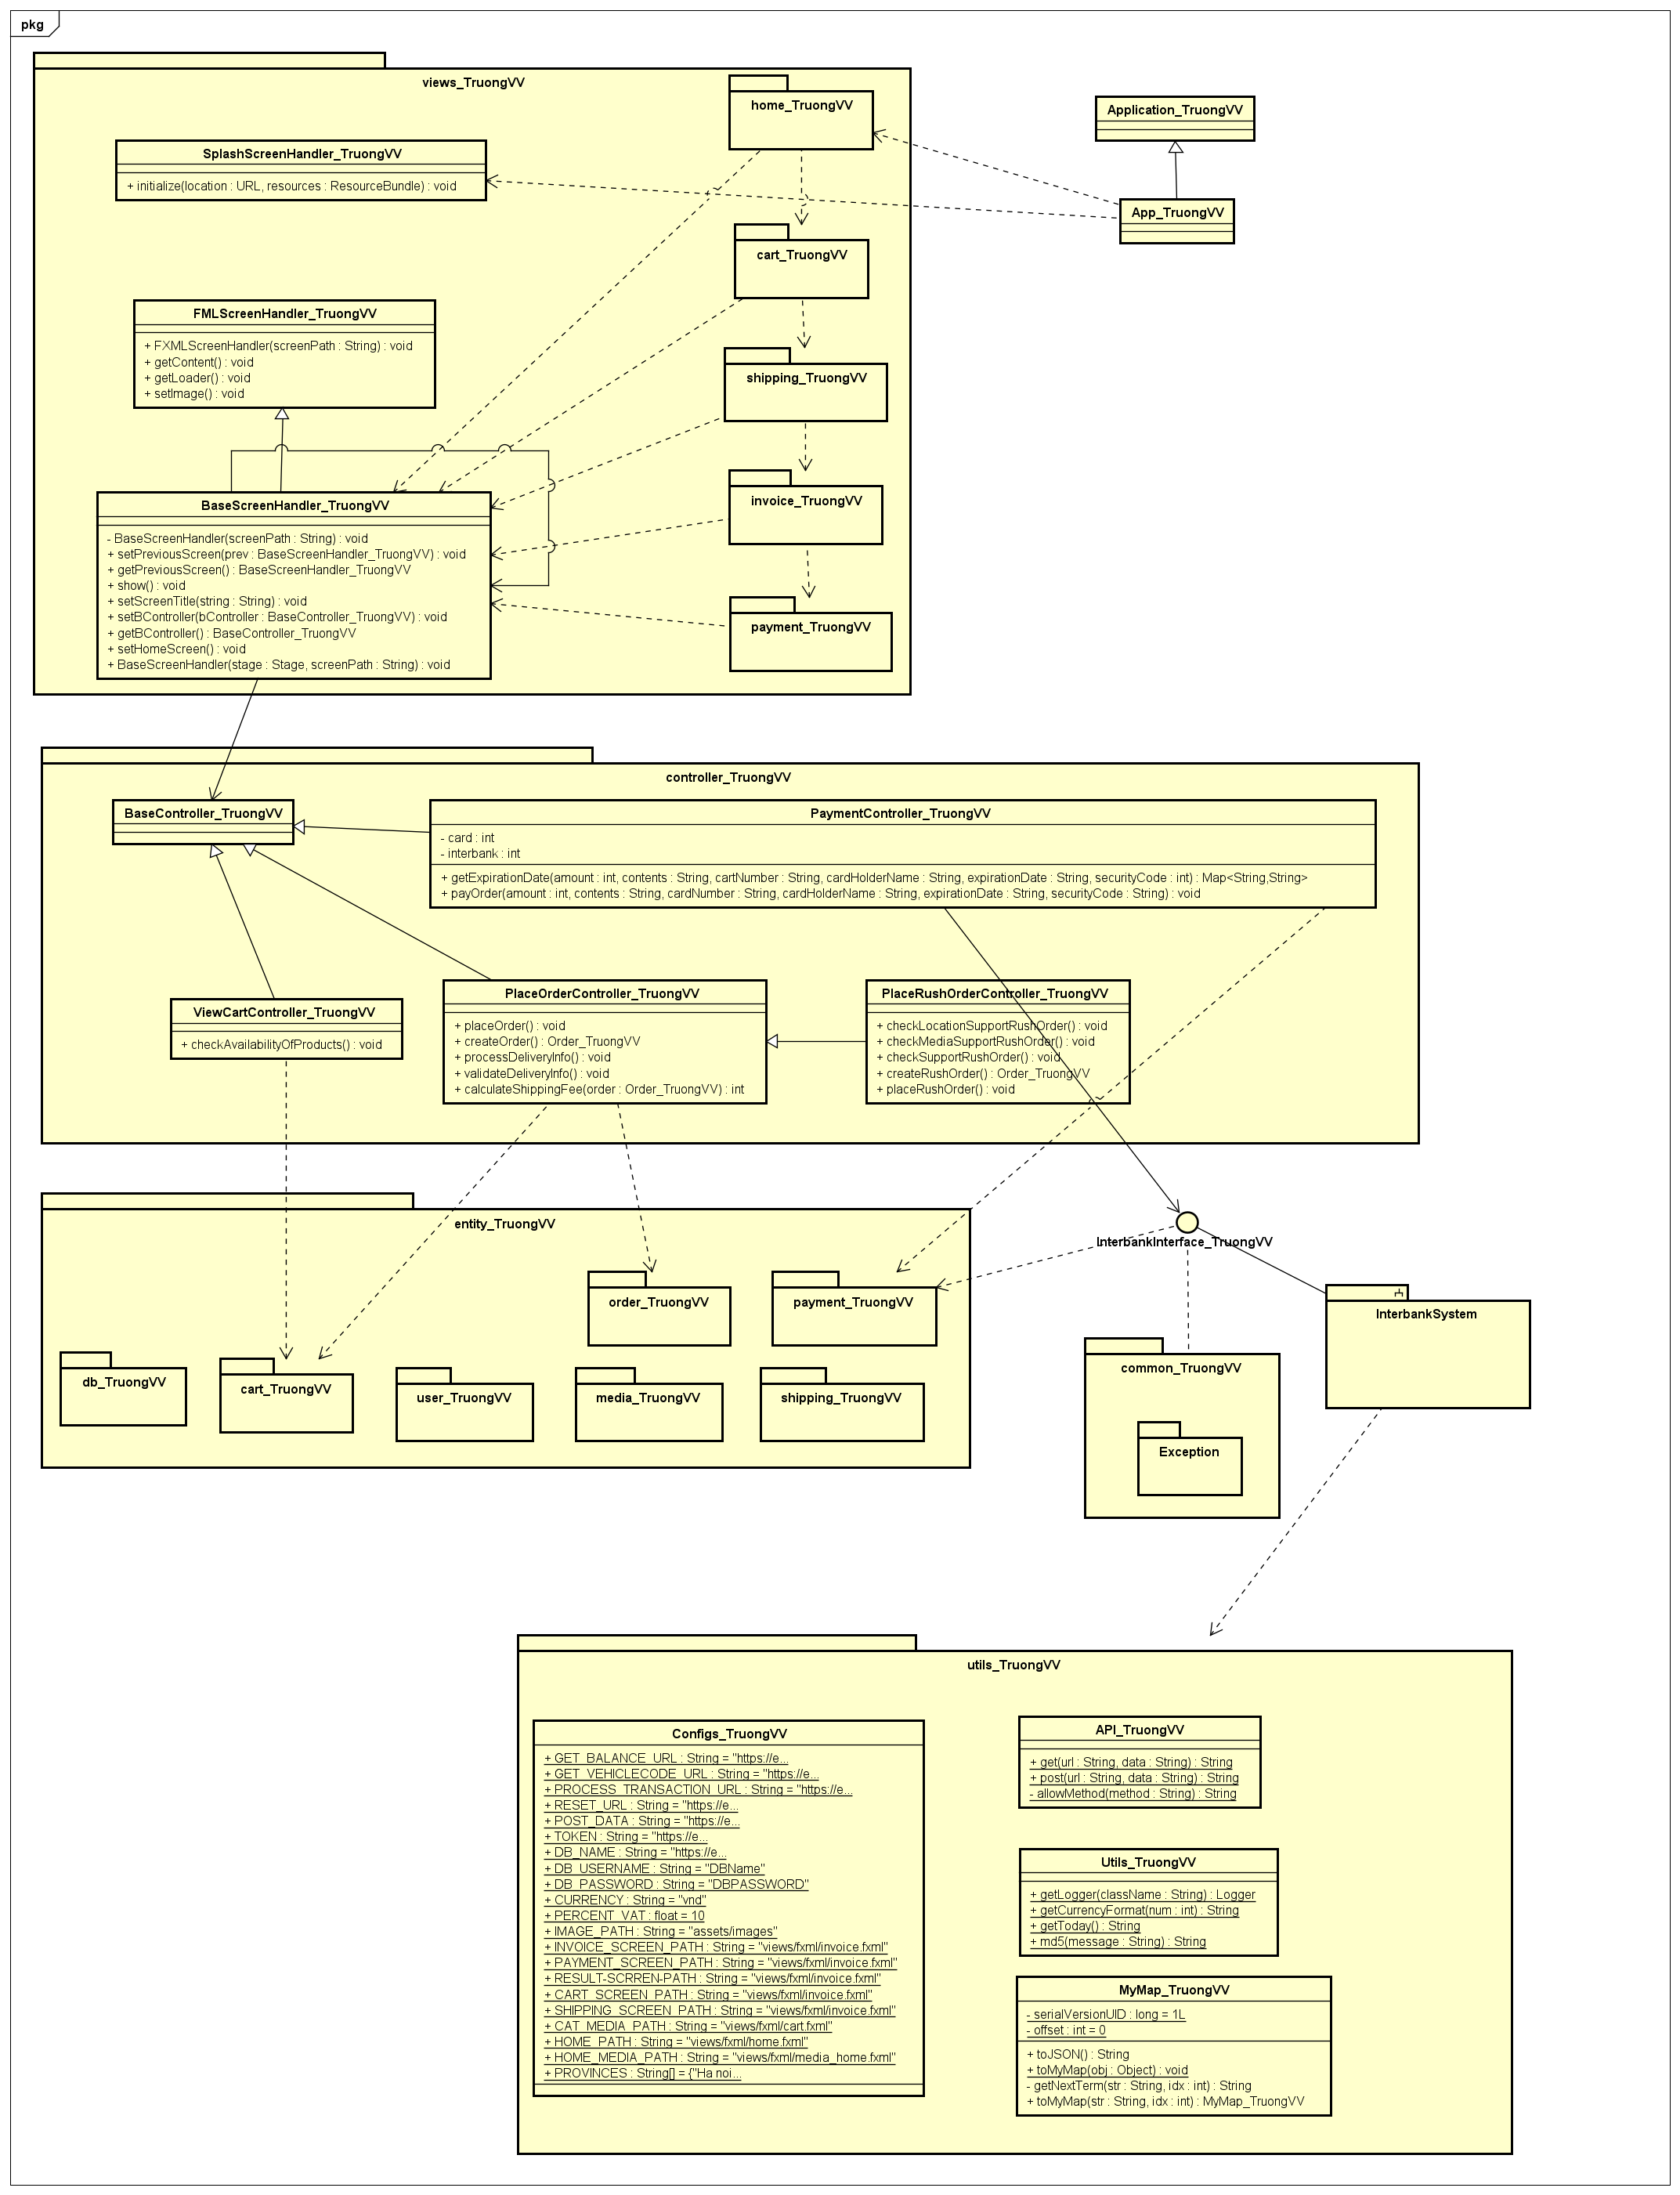 pkg
views_TruongVV
home_TruongVV
Application_TruongVV
SplashScreenHandler_TruongVV
+ initialize(location : URL, resources : ResourceBundle) : void
App_TruongVV
cart_TruongVV
FMLScreenHandler_TruongVV
+ FXMLScreenHandler(screenPath : String) : void
+ getContent() : void
+ getLoader() : void
+ setImage() : void
shipping_TruongVV
invoice_TruongVV
BaseScreenHandler_TruongVV
- BaseScreenHandler(screenPath : String) : void
+ setPreviousScreen(prev : BaseScreenHandler_TruongVV) : void
+ getPreviousScreen() : BaseScreenHandler_TruongVV
+ show() : void
+ setScreenTitle(string : String) : void
+ setBController(bController : BaseController_TruongVV) : void
+ getBController() : BaseController_TruongVV
+ setHomeScreen() : void
+ BaseScreenHandler(stage : Stage, screenPath : String) : void
payment_TruongVV
controller_TruongVV
BaseController_TruongVV
PaymentController_TruongVV
- card : int
- interbank : int
+ getExpirationDate(amount : int, contents : String, cartNumber : String, cardHolderName : String, expirationDate : String, securityCode : int) : Map<String,String>
+ payOrder(amount : int, contents : String, cardNumber : String, cardHolderName : String, expirationDate : String, securityCode : String) : void
ViewCartController_TruongVV
+ checkAvailabilityOfProducts() : void
PlaceOrderController_TruongVV
+ placeOrder() : void
+ createOrder() : Order_TruongVV
+ processDeliveryInfo() : void
+ validateDeliveryInfo() : void
+ calculateShippingFee(order : Order_TruongVV) : int
PlaceRushOrderController_TruongVV
+ checkLocationSupportRushOrder() : void
+ checkMediaSupportRushOrder() : void
+ checkSupportRushOrder() : void
+ createRushOrder() : Order_TruongVV
+ placeRushOrder() : void
entity_TruongVV
InterbankInterface_TruongVV
order_TruongVV
payment_TruongVV
InterbankSystem
db_TruongVV
cart_TruongVV
user_TruongVV
media_TruongVV
shipping_TruongVV
common_TruongVV
Exception
utils_TruongVV
Configs_TruongVV
+ GET_BALANCE_URL : String = "https://e...
+ GET_VEHICLECODE_URL : String = "https://e...
+ PROCESS_TRANSACTION_URL : String = "https://e...
+ RESET_URL : String = "https://e...
+ POST_DATA : String = "https://e...
+ TOKEN : String = "https://e...
+ DB_NAME : String = "https://e...
+ DB_USERNAME : String = "DBName"
+ DB_PASSWORD : String = "DBPASSWORD"
+ CURRENCY : String = "vnd"
+ PERCENT_VAT : float = 10
+ IMAGE_PATH : String = "assets/images"
+ INVOICE_SCREEN_PATH : String = "views/fxml/invoice.fxml"
+ PAYMENT_SCREEN_PATH : String = "views/fxml/invoice.fxml"
+ RESULT-SCRREN-PATH : String = "views/fxml/invoice.fxml"
+ CART_SCREEN_PATH : String = "views/fxml/invoice.fxml"
+ SHIPPING_SCREEN_PATH : String = "views/fxml/invoice.fxml"
+ CAT_MEDIA_PATH : String = "views/fxml/cart.fxml"
+ HOME_PATH : String = "views/fxml/home.fxml"
+ HOME_MEDIA_PATH : String = "views/fxml/media_home.fxml"
+ PROVINCES : String[] = {"Ha noi...
API_TruongVV
+ get(url : String, data : String) : String
+ post(url : String, data : String) : String
- allowMethod(method : String) : String
Utils_TruongVV
+ getLogger(className : String) : Logger
+ getCurrencyFormat(num : int) : String
+ getToday() : String
+ md5(message : String) : String
MyMap_TruongVV
- serialVersionUID : long = 1L
- offset : int = 0
+ toJSON() : String
+ toMyMap(obj : Object) : void
- getNextTerm(str : String, idx : int) : String
+ toMyMap(str : String, idx : int) : MyMap_TruongVV